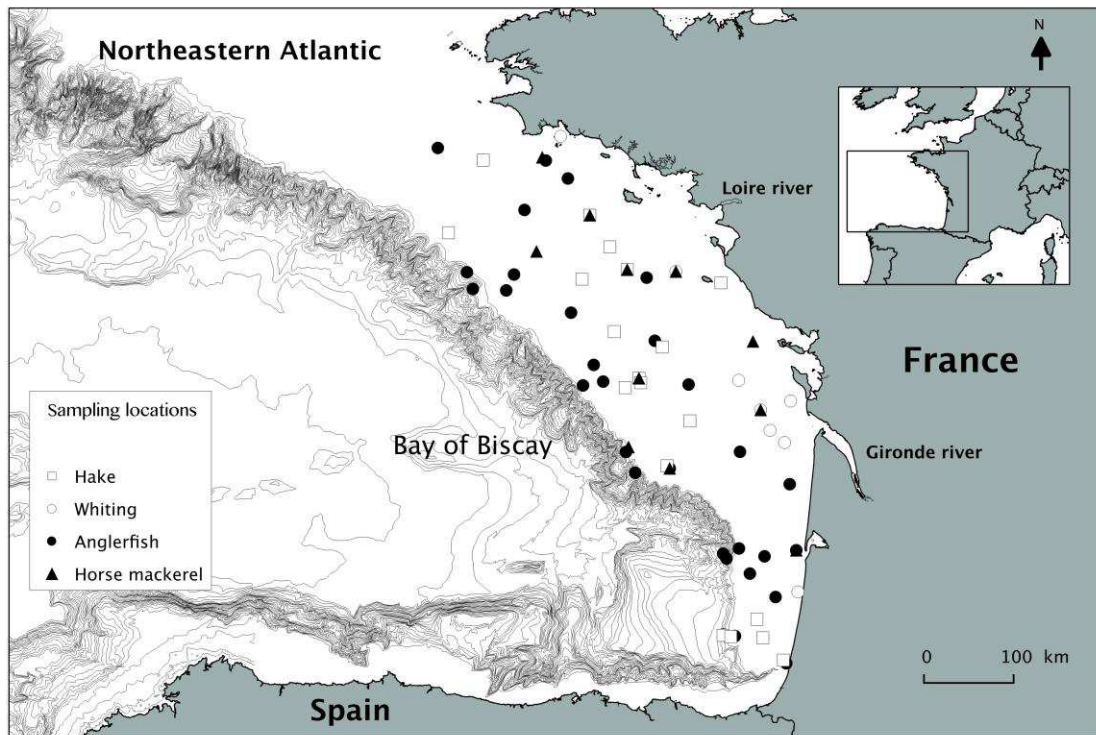 Northeastern Atlantic
N
Loire river
France
Sampling locations
Hake
Whiting
Anglerfish
Horse mackerel
Bay of Biscay
Gironde river
0 100 km
Spain